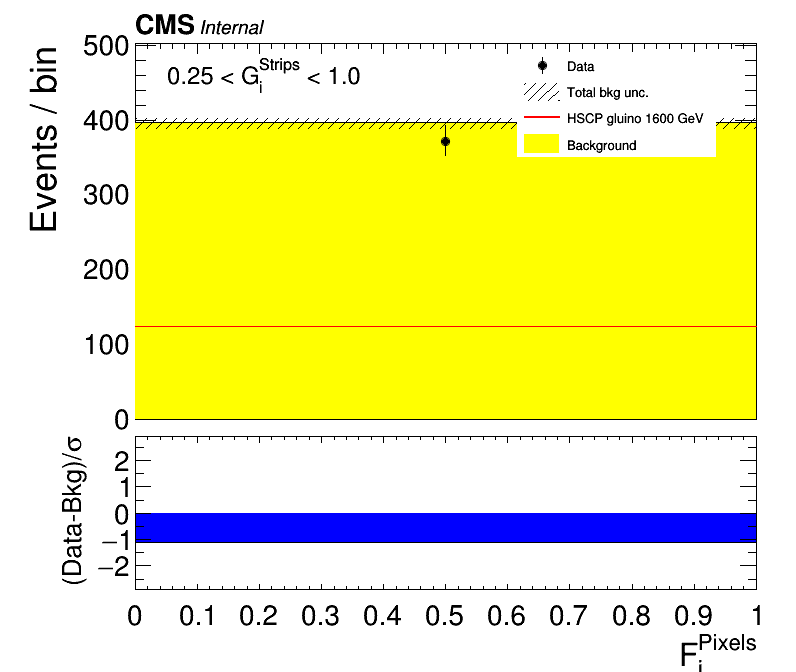 CMS Internal
Events / bin
500
400
300
200
100
0
0.25 < G_i^Strips < 1.0
Data
Total bkg unc.
HSCP gluino 1600 GeV
Background
(Data-Bkg)/σ
2
1
0
−1
−2
0 0.1 0.2 0.3 0.4 0.5 0.6 0.7 0.8 0.9 1
F_i^Pixels